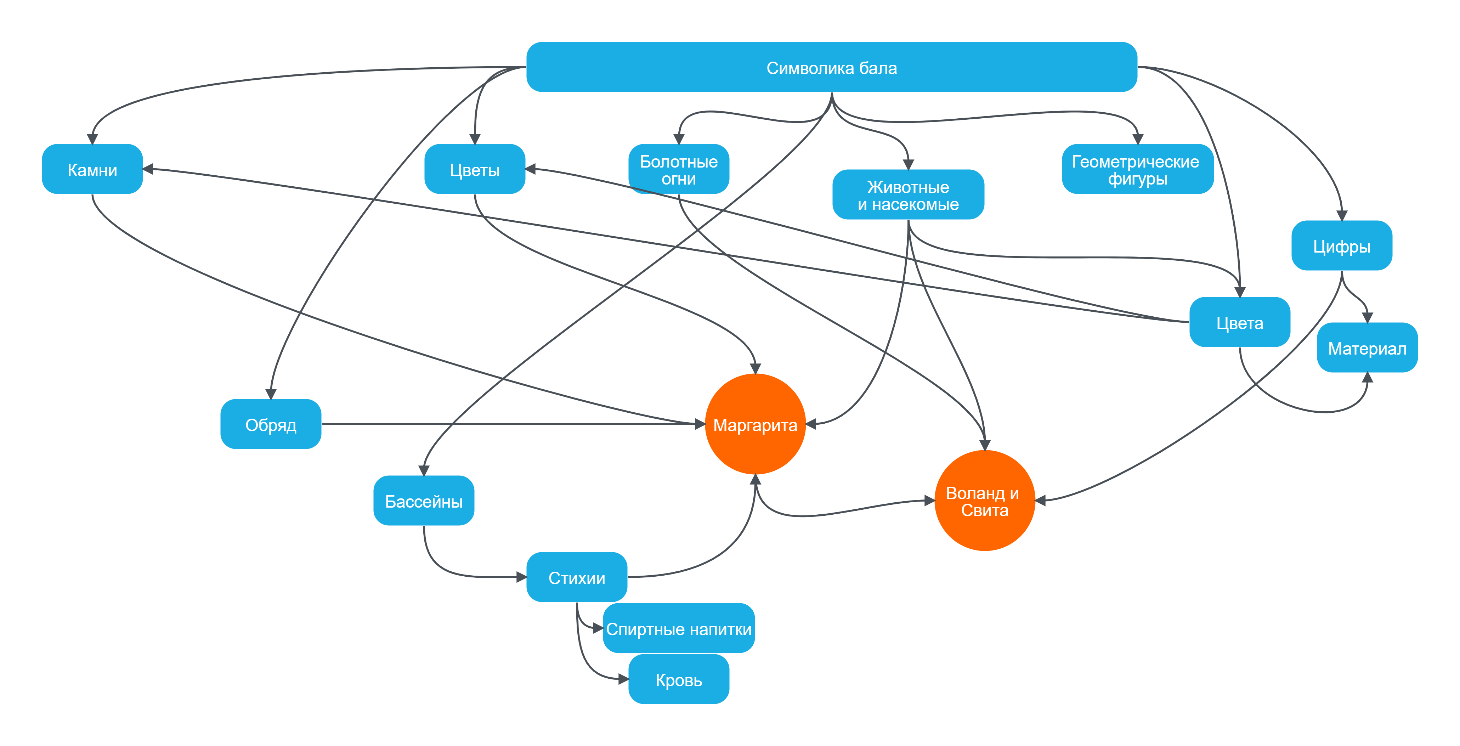 Символика бала
Камни
Цветы
Болотные
огни
Животные
и насекомые
Геометрические
фигуры
Цифры
Цвета
Материал
Обряд
Маргарита
Бассейны
Воланд и
Свита
Стихии
Спиртные напитки
Кровь